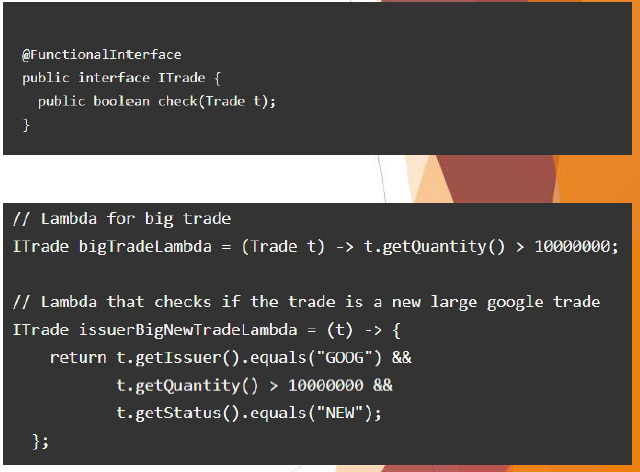 @FunctionalInterface
public interface ITrade {
public boolean check(Trade t);
}
// Lambda for big trade
ITrade bigTradeLambda = (Trade t) -> t.getQuantity() > 10000000;
// Lambda that checks if the trade is a new large google trade
ITrade issuerBigNewTradeLambda = (t) -> {
return t.getIssuer().equals("GOOG") &&
t.getQuantity() > 10000000 &&
t.getStatus().equals("NEW");
};